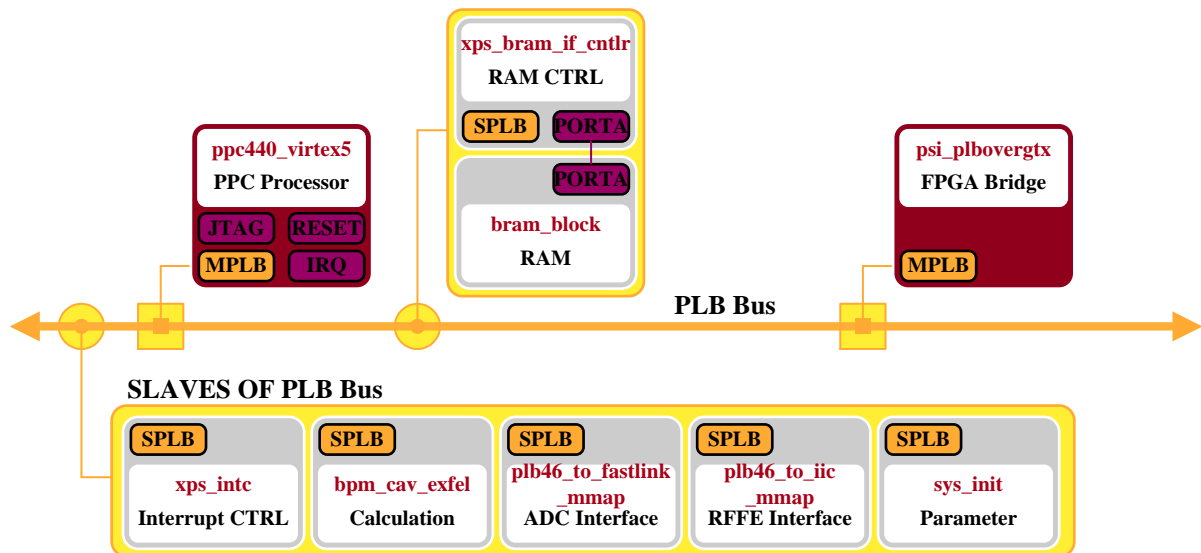 xps_bram_if_cntlr
RAM CTRL
SPLB
PORTA
ppc440_virtex5
PPC Processor
JTAG
RESET
MPLB
IRQ
PORTA
bram_block
RAM
psi_plbovergtx
FPGA Bridge
MPLB
PLB Bus
SLAVES OF PLB Bus
SPLB
xps_intc
Interrupt CTRL
SPLB
bpm_cav_exfel
Calculation
SPLB
plb46_to_fastlink
_mmap
ADC Interface
SPLB
plb46_to_iic
_mmap
RFFE Interface
SPLB
sys_init
Parameter